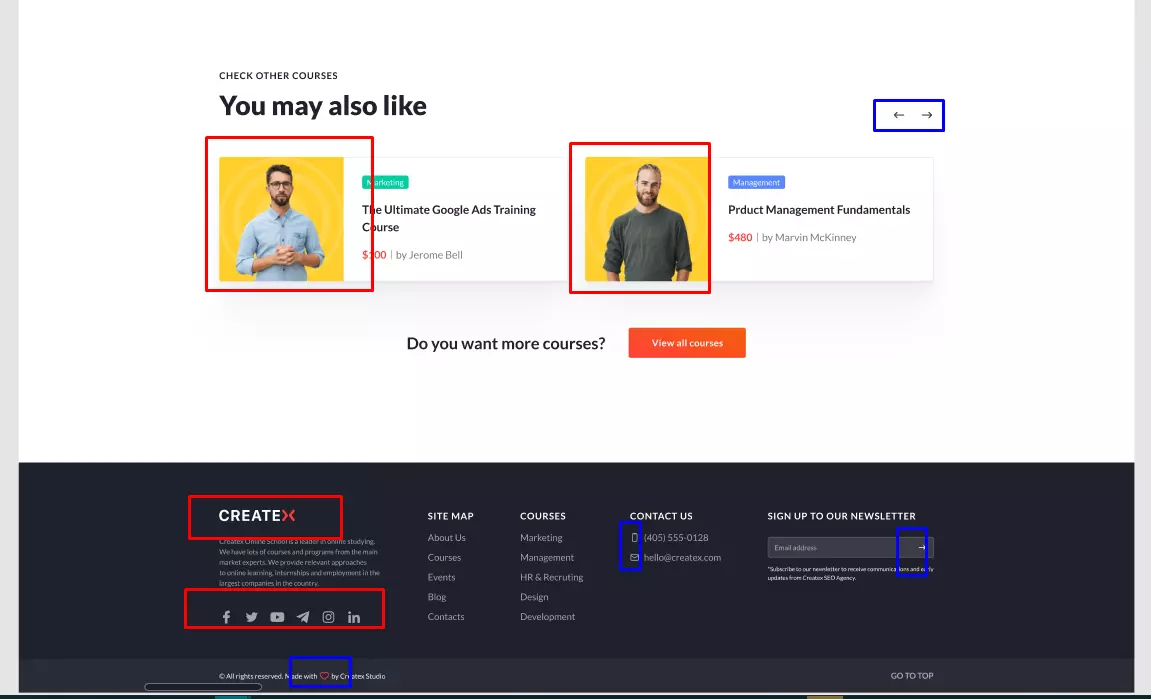 CHECK OTHER COURSES
You may also like
Marketing
The Ultimate Google Ads Training
Course
$100 | by Jerome Bell
Management
Prduct Management Fundamentals
$480 | by Marvin McKinney
Do you want more courses?
View all courses
CREATEX
Createx Online School is a leader in online studying.
We have lots of courses and programs from the main
market experts. We provide relevant approaches
to online learning, internships and employment in the
largest companies in the country.
SITE MAP
About Us
Courses
Events
Blog
Contacts
COURSES
Marketing
Management
HR & Recruting
Design
Development
CONTACT US
(405) 555-0128
hello@createx.com
SIGN UP TO OUR NEWSLETTER
Email address
*Subscribe to our newsletter to receive communications and early
updates from Createx SEO Agency.
© All rights reserved. Made with by Createx Studio
GO TO TOP